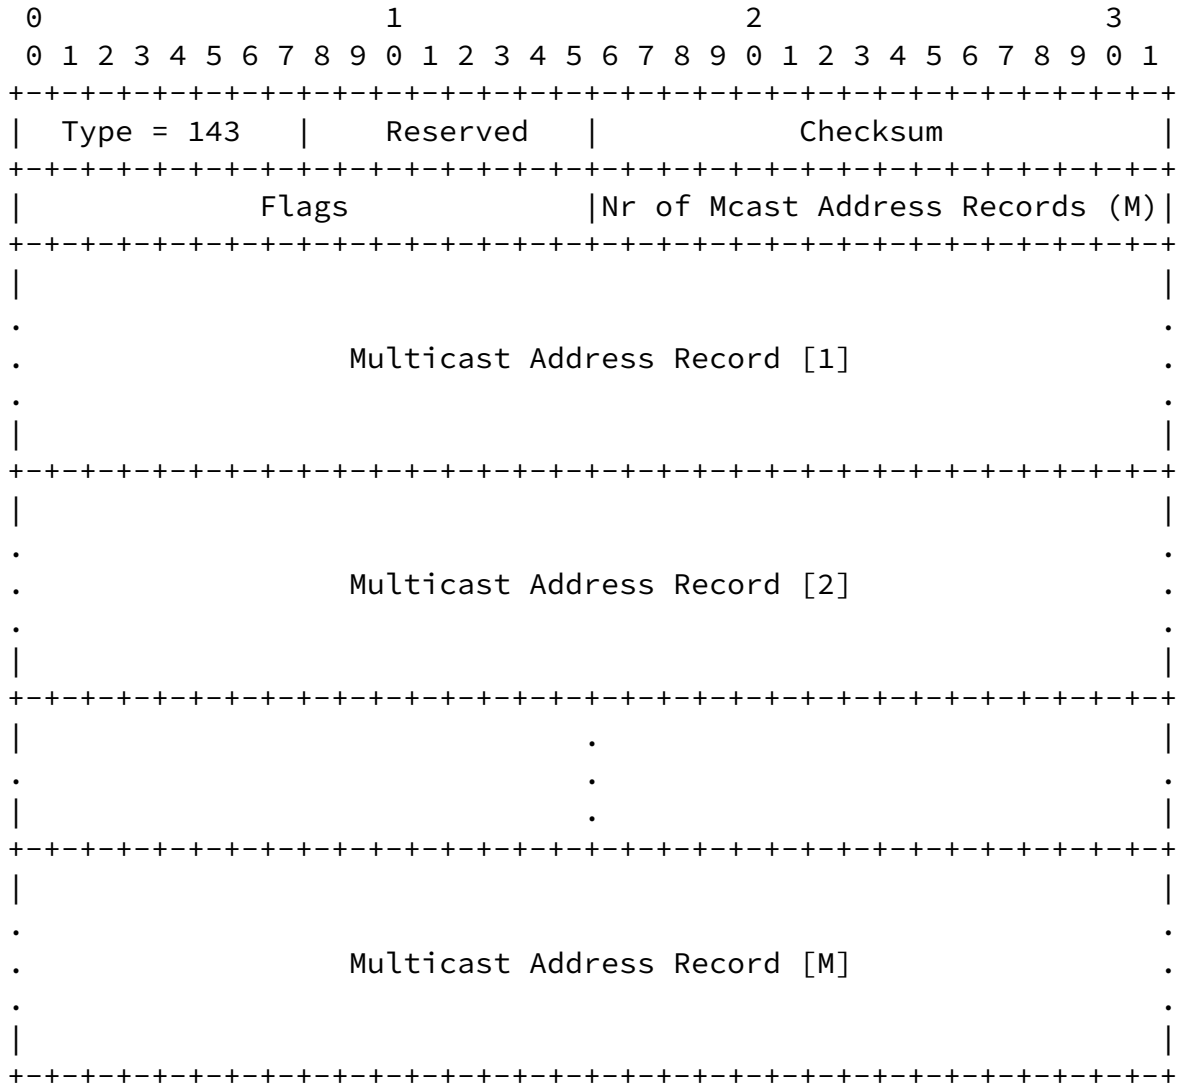 0                   1                   2                   3
 0 1 2 3 4 5 6 7 8 9 0 1 2 3 4 5 6 7 8 9 0 1 2 3 4 5 6 7 8 9 0 1
+-+-+-+-+-+-+-+-+-+-+-+-+-+-+-+-+-+-+-+-+-+-+-+-+-+-+-+-+-+-+-+-+
|  Type = 143   |    Reserved   |           Checksum            |
+-+-+-+-+-+-+-+-+-+-+-+-+-+-+-+-+-+-+-+-+-+-+-+-+-+-+-+-+-+-+-+-+
|             Flags             |Nr of Mcast Address Records (M)|
+-+-+-+-+-+-+-+-+-+-+-+-+-+-+-+-+-+-+-+-+-+-+-+-+-+-+-+-+-+-+-+-+
|                                                               |
.                                                               .
.                  Multicast Address Record [1]                 .
.                                                               .
|                                                               |
+-+-+-+-+-+-+-+-+-+-+-+-+-+-+-+-+-+-+-+-+-+-+-+-+-+-+-+-+-+-+-+-+
|                                                               |
.                                                               .
.                  Multicast Address Record [2]                 .
.                                                               .
|                                                               |
+-+-+-+-+-+-+-+-+-+-+-+-+-+-+-+-+-+-+-+-+-+-+-+-+-+-+-+-+-+-+-+-+
|                               .                               |
.                               .                               .
|                               .                               |
+-+-+-+-+-+-+-+-+-+-+-+-+-+-+-+-+-+-+-+-+-+-+-+-+-+-+-+-+-+-+-+-+
|                                                               |
.                                                               .
.                  Multicast Address Record [M]                 .
.                                                               .
|                                                               |
+-+-+-+-+-+-+-+-+-+-+-+-+-+-+-+-+-+-+-+-+-+-+-+-+-+-+-+-+-+-+-+-+